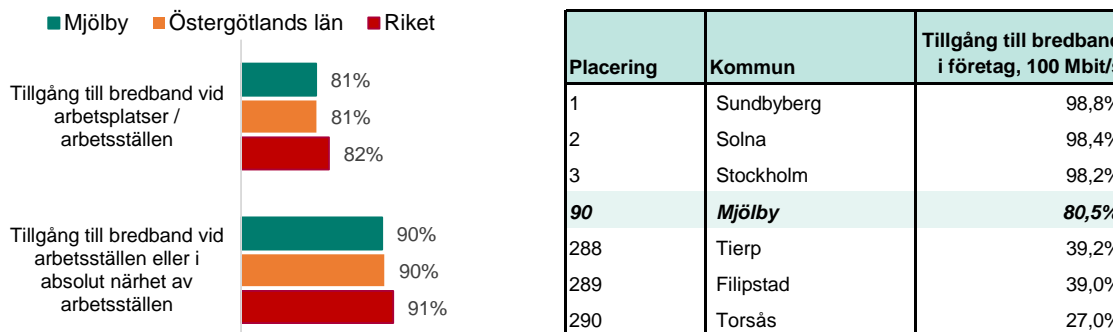 Mjölby Östergötlands län Riket
Tillgång till bredband vid
arbetsplatser /
arbetsställen
81%
81%
82%
Tillgång till bredband vid
arbetsställen eller i
absolut närhet av
arbetsställen
90%
90%
91%
Placering Kommun Tillgång till bredband
i företag, 100 Mbit/s
1 Sundbyberg 98,8%
2 Solna 98,4%
3 Stockholm 98,2%
90 Mjölby 80,5%
288 Tierp 39,2%
289 Filipstad 39,0%
290 Torsås 27,0%